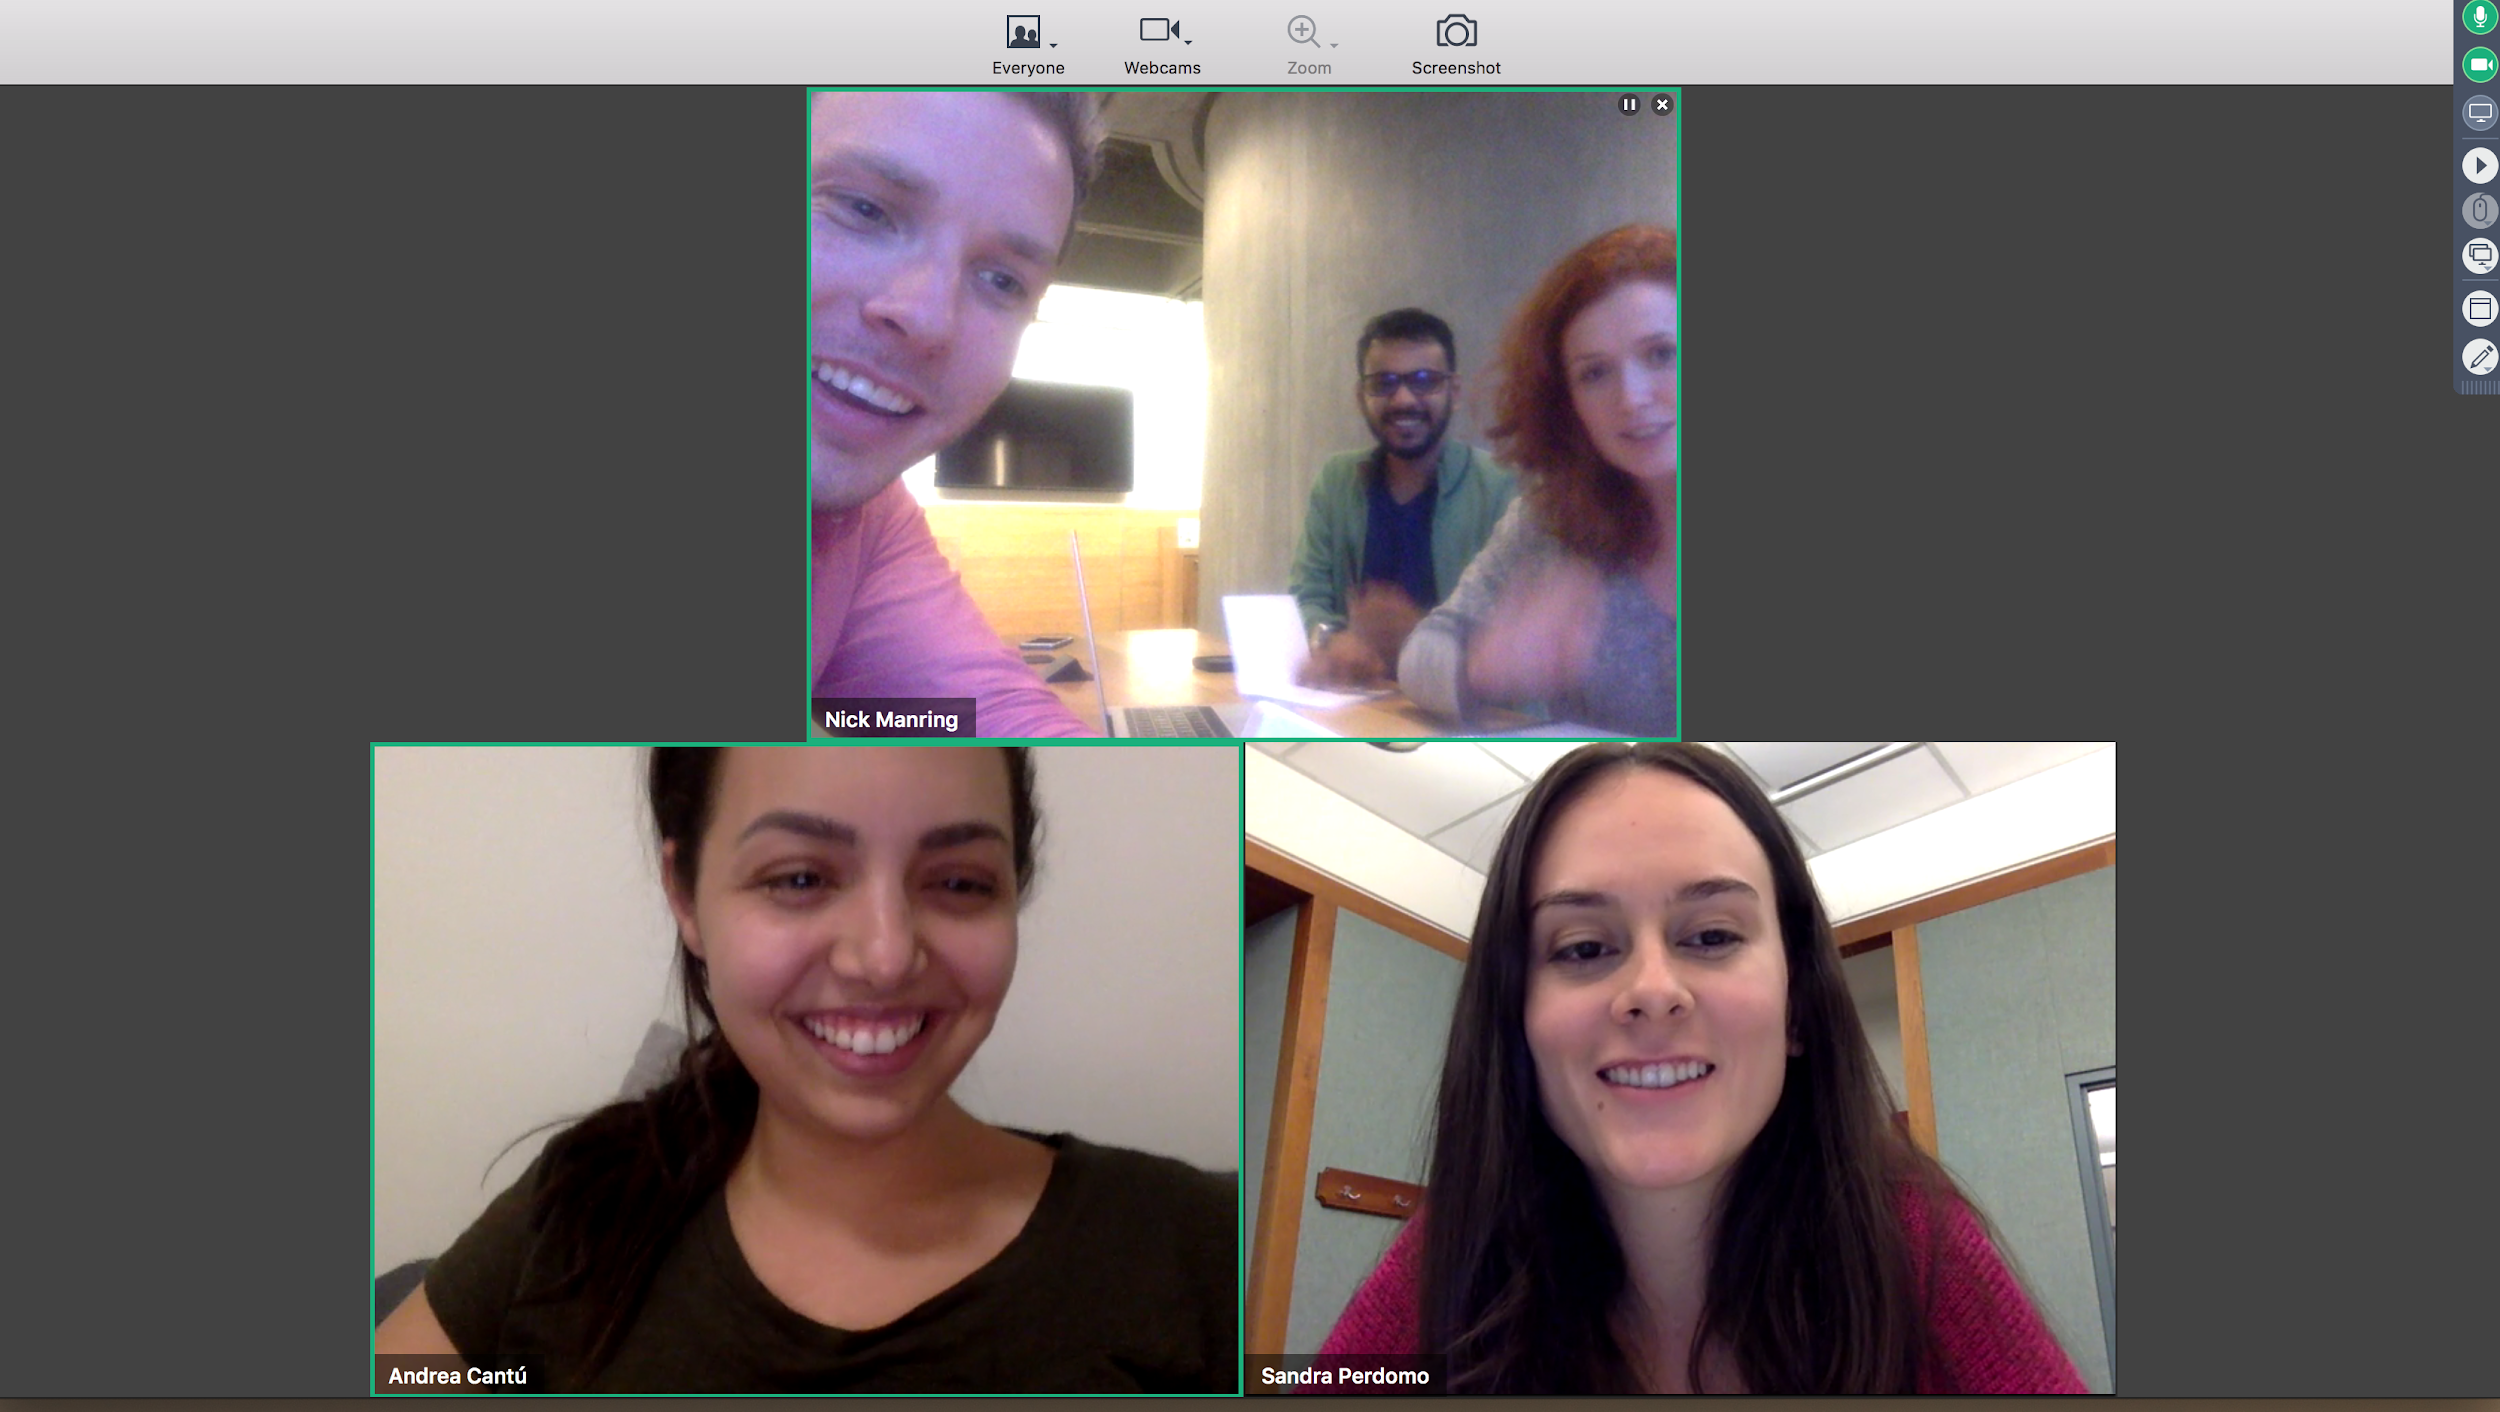 Everyone
Webcams
Zoom
Screenshot
Nick Manring
Andrea Cantú
Sandra Perdomo